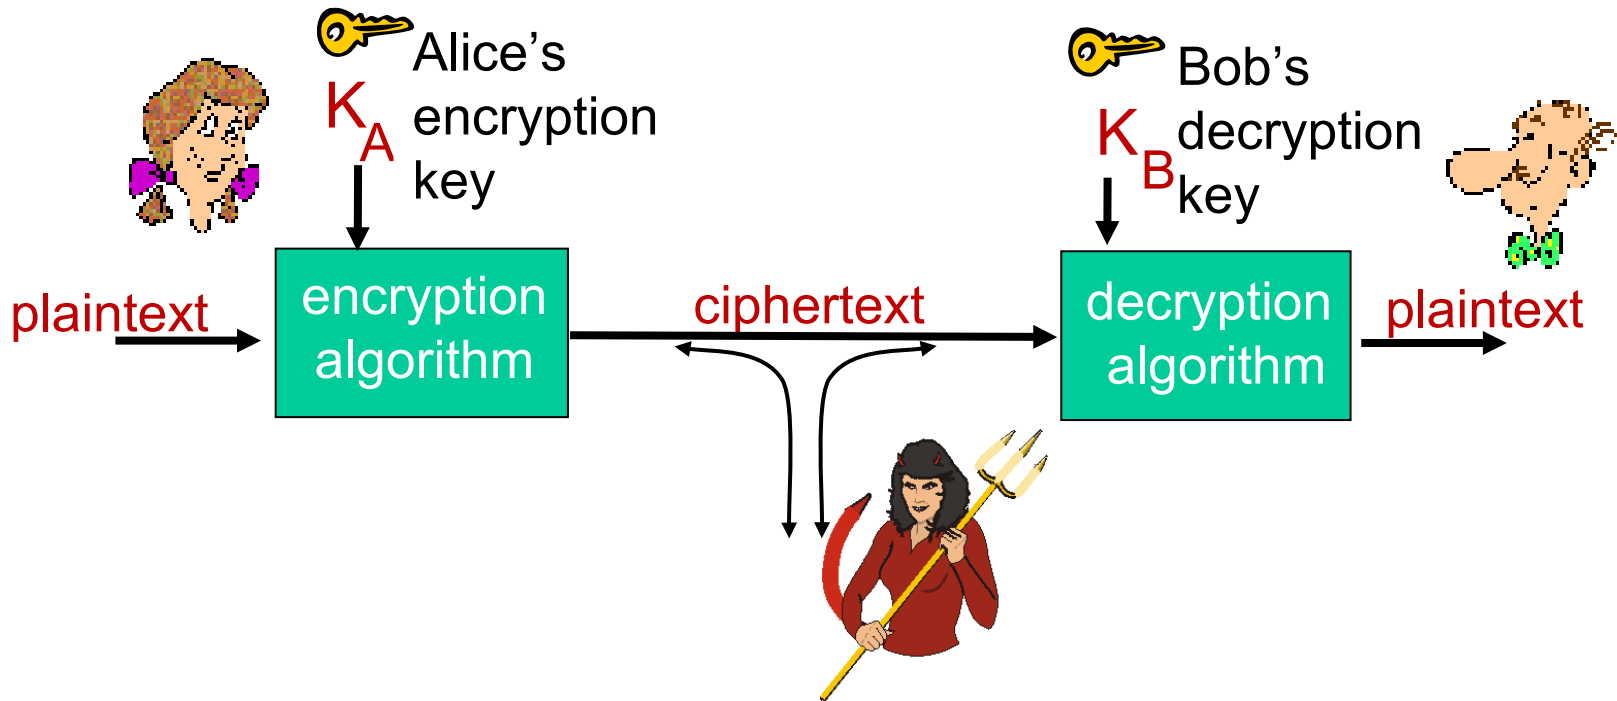 Alice’s
encryption
key
K_A
Bob’s
decryption
key
K_B
plaintext
encryption
algorithm
ciphertext
decryption
algorithm
plaintext